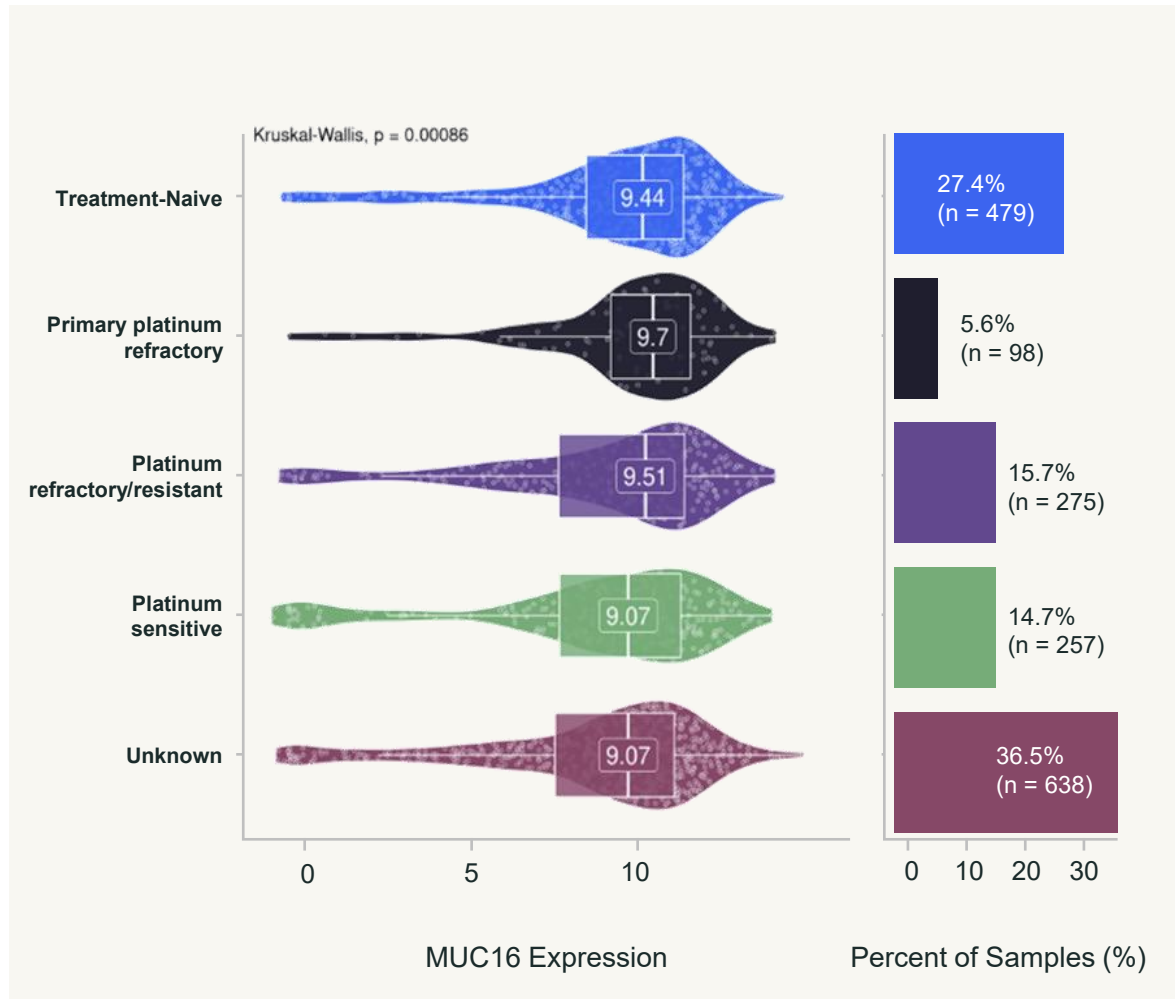 Kruskal-Wallis, p = 0.00086
Treatment-Naive
9.44
27.4%
(n = 479)
Primary platinum
refractory
9.7
5.6%
(n = 98)
Platinum
refractory/resistant
9.51
15.7%
(n = 275)
Platinum
sensitive
9.07
14.7%
(n = 257)
Unknown
9.07
36.5%
(n = 638)
0 5 10
0 10 20 30
MUC16 Expression
Percent of Samples (%)